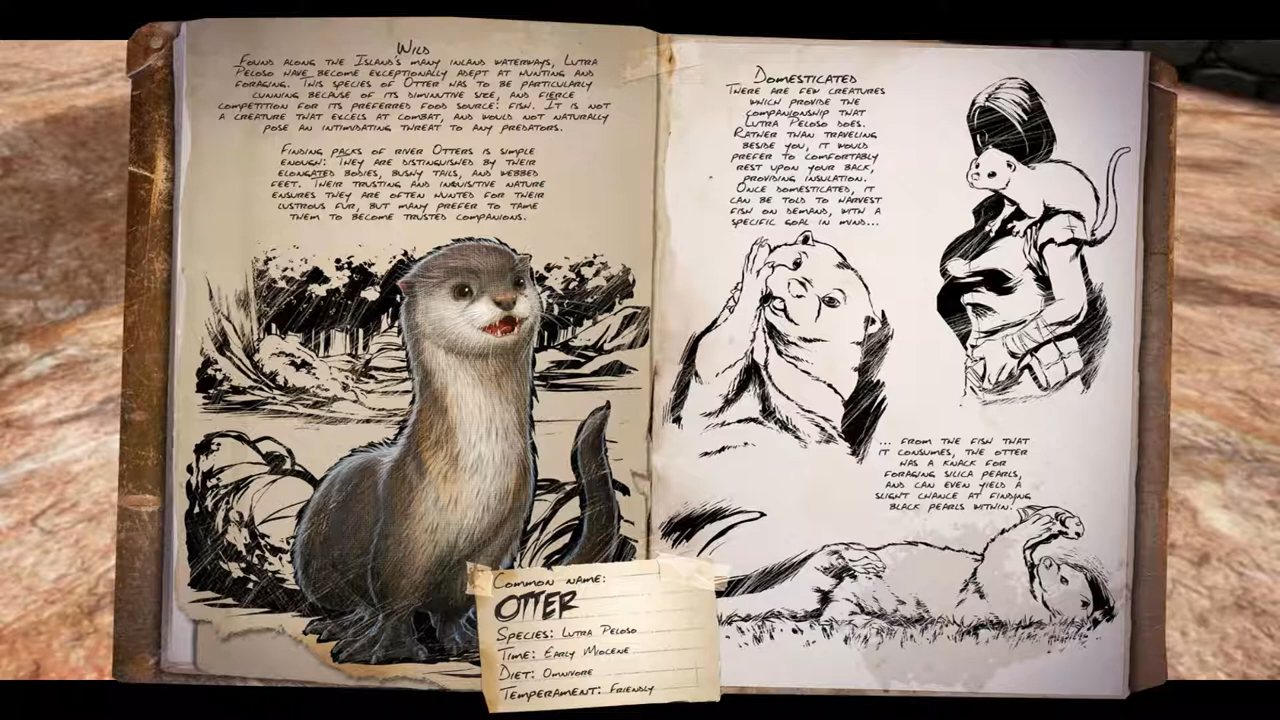 Wild
Found along the Island's many inland waterways, Lutra
Peloso have become exceptionally adept at hunting and
foraging. This species of Otter has to be particularly
cunning because of its diminutive size, and fierce
competition for its preferred food source: fish. It is not
a creature that excels at combat, and would not naturally
pose an intimidating threat to any predators.
Finding packs of river Otters is simple
enough: They are distinguished by their
elongated bodies, bushy tails, and webbed
feet. Their trusting and inquisitive nature
ensures they are often hunted for their
lustrous fur, but many prefer to tame
them to become trusted companions.
Domesticated
There are few creatures
which provide the
companionship that
Lutra Peloso does.
Rather than traveling
beside you, it would
prefer to comfortably
rest upon your back,
providing insulation.
Once domesticated, it
can be told to harvest
fish on demand, with a
specific goal in mind...
... from the fish that
it consumes, the otter
has a knack for
foraging silica pearls,
and can even yield a
slight chance at finding
black pearls within!
Common name:
Otter
Species: Lutra Peloso
Time: Early Miocene
Diet: Omnivore
Temperament: Friendly